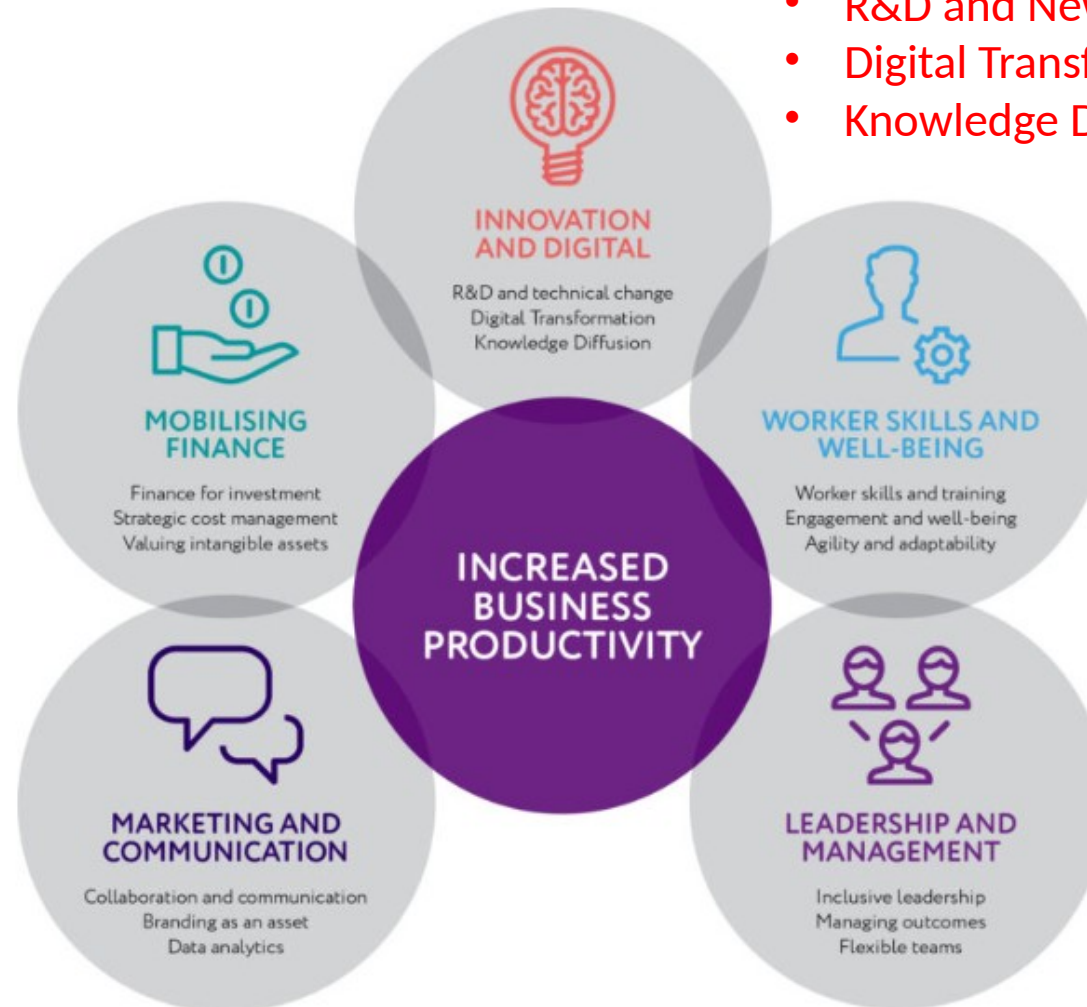 • R&D and
• Digital
• Knowledge
INNOVATION
AND DIGITAL
R&D and technical change
Digital Transformation
Knowledge Diffusion
MOBILISING
FINANCE
Finance for investment
Strategic cost management
Valuing intangible assets
WORKER SKILLS AND
WELL-BEING
Worker skills and training
Engagement and well-being
Agility and adaptability
INCREASED
BUSINESS
PRODUCTIVITY
MARKETING AND
COMMUNICATION
Collaboration and communication
Branding as an asset
Data analytics
LEADERSHIP AND
MANAGEMENT
Inclusive leadership
Managing outcomes
Flexible teams